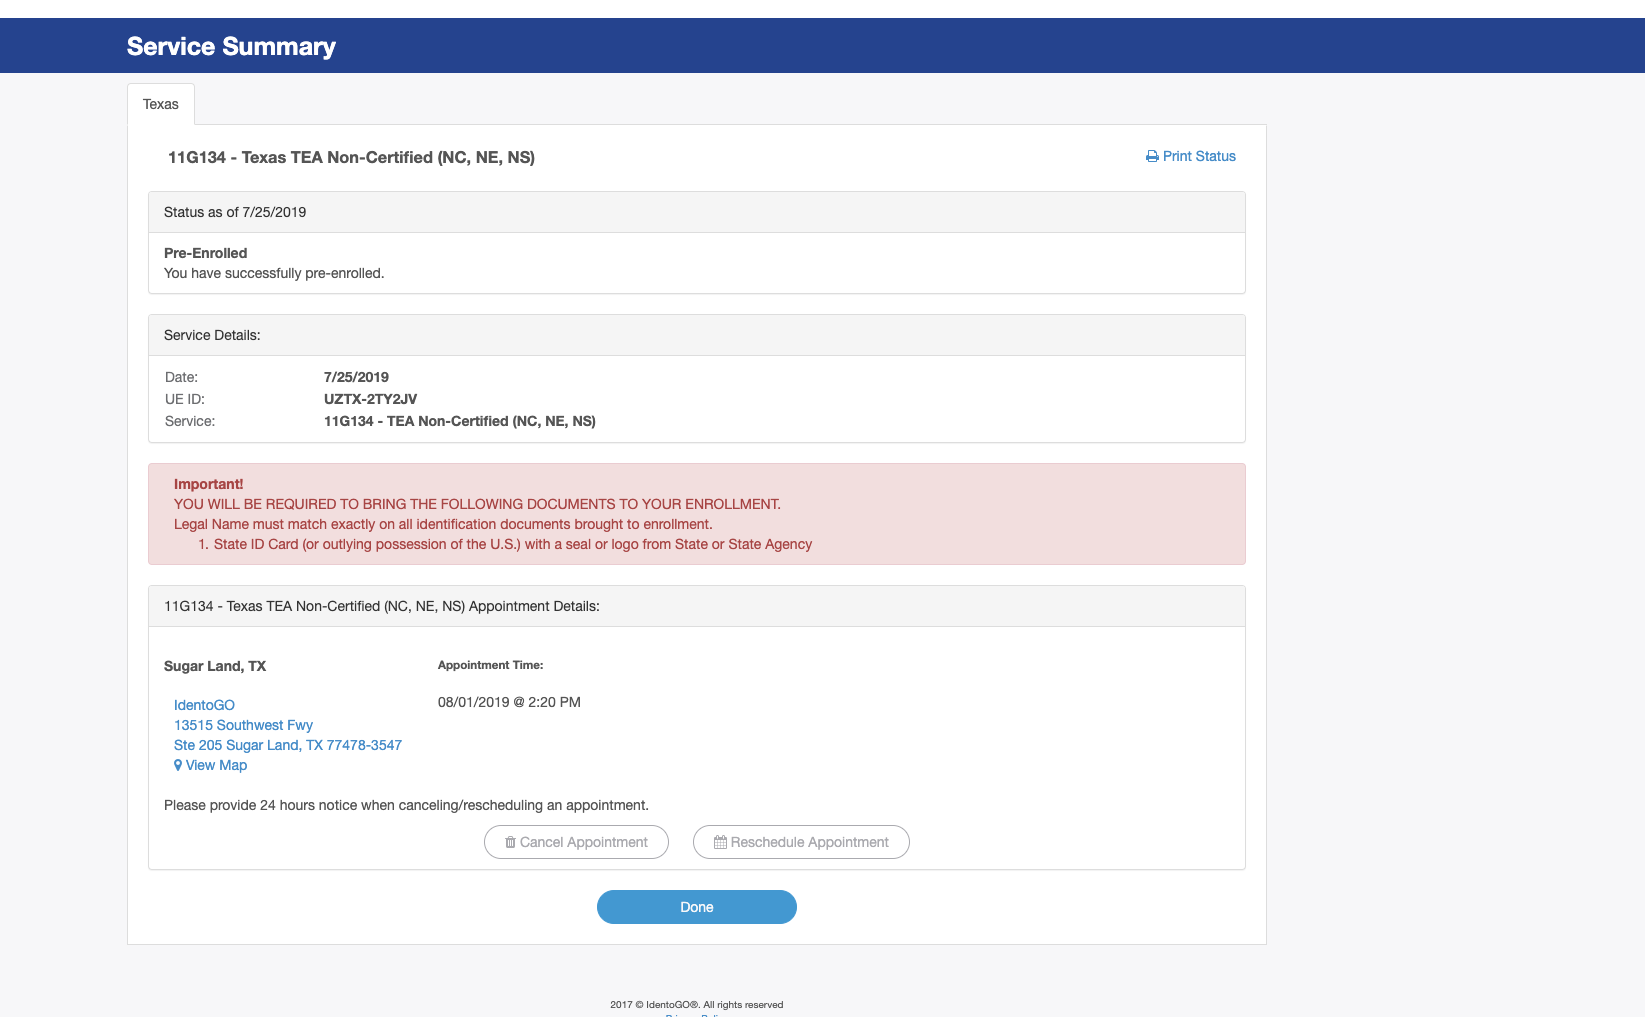 Service Summary
Texas
11G134 - Texas TEA Non-Certified (NC, NE, NS)
Print Status
Status as of 7/25/2019
Pre-Enrolled
You have successfully pre-enrolled.
Service Details:
Date: 7/25/2019
UE ID: UZTX-2TY2JV
Service: 11G134 - TEA Non-Certified (NC, NE, NS)
Important!
YOU WILL BE REQUIRED TO BRING THE FOLLOWING DOCUMENTS TO YOUR ENROLLMENT.
Legal Name must match exactly on all identification documents brought to enrollment.
1. State ID Card (or outlying possession of the U.S.) with a seal or logo from State or State Agency
11G134 - Texas TEA Non-Certified (NC, NE, NS) Appointment Details:
Sugar Land, TX
Appointment Time:
IdentoGO
13515 Southwest Fwy
Ste 205 Sugar Land, TX 77478-3547
View Map
08/01/2019 @ 2:20 PM
Please provide 24 hours notice when canceling/rescheduling an appointment.
Cancel Appointment
Reschedule Appointment
Done
2017 © IdentoGO®. All rights reserved